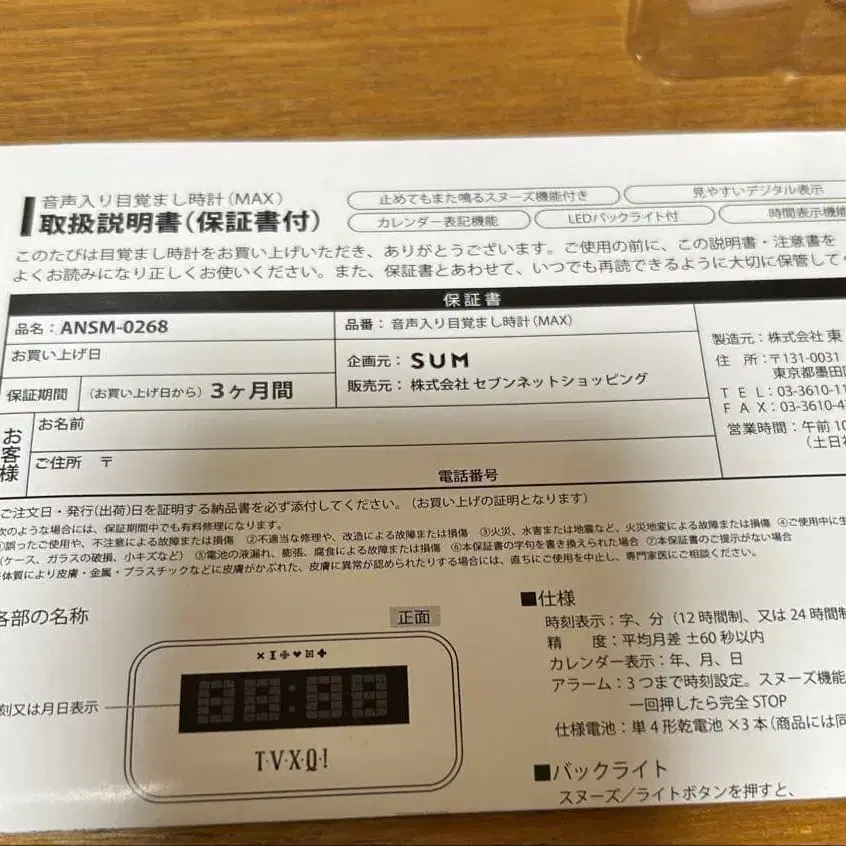 音声入り目覚まし時計(MAX)
取扱説明書(保証書付)
止めてもまた鳴るスヌーズ機能付き
見やすいデジタル表示
カレンダー表記機能
LEDバックライト付
時間表示機能
このたびは目覚まし時計をお買い上げいただき、ありがとうございます。ご使用の前に、この説明書・注意書を
よくお読みになり正しくお使いください。また、保証書とあわせて、いつでも再読できるように大切に保管して
保証書
品名：ANSM-0268
品番：音声入り目覚まし時計(MAX)
お買い上げ日
企画元：SUM
販売元：株式会社 セブンネットショッピング
保証期間 (お買い上げ日から) 3ヶ月間
製造元：株式会社 東
住 所：〒131-0031
東京都墨田区
TEL：03-3610-11
FAX：03-3610-4
営業時間：午前 10
(土日祝
お客様
お名前
ご住所 〒
電話番号
ご注文日・発行(出荷)日を証明する納品書を必ず添付してください。(お買い上げの証明となります)
次のような場合には、保証期間中でも有料修理になります。
①誤ったご使用や、不注意による故障または損傷 ②不適当な修理や、改造による故障または損傷 ③火災、水害または地震など、火災地変による故障または損傷 ④ご使用中に生
(ケース、ガラスの破損、小キズなど) ⑤電池の液漏れ、膨張、腐食による故障または損傷 ⑥本保証書の字句を書き換えられた場合 ⑦本保証書のご提示がない場合
体質により皮膚・金属・プラスチックなどに皮膚がかぶれた、皮膚に異常が認められたりする場合には、直ちにご使用を中止し、専門家医にご相談ください。
各部の名称
正面
刻又は月日表示
T·V·X·Q!
■仕様
時刻表示：字、分(12時間制、又は24時間制
精 度：平均月差 ±60 秒以内
カレンダー表示：年、月、日
アラーム：3つまで時刻設定。スヌーズ機能
一回押したら完全 STOP
仕様電池：単4形乾電池 ×3本(商品には同
■バックライト
スヌーズ/ライトボタンを押すと、